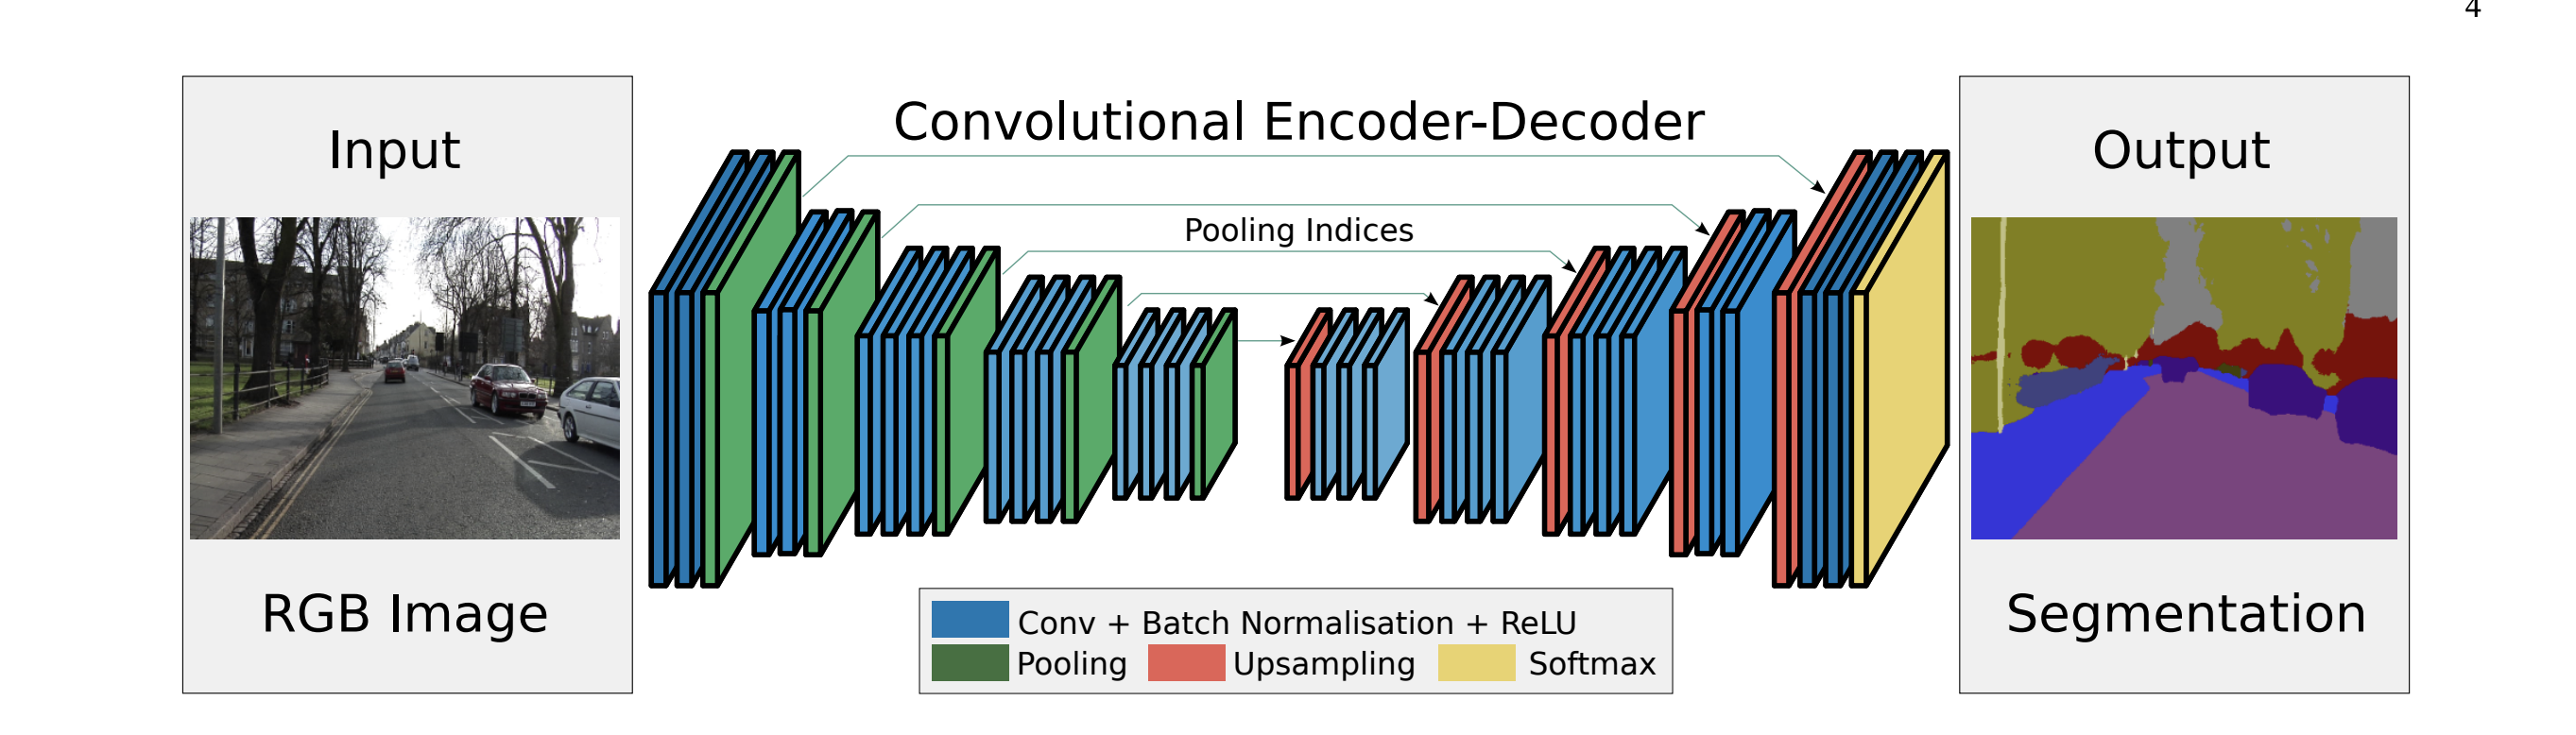 4
Input
RGB Image
Convolutional Encoder-Decoder
Pooling Indices
Conv + Batch Normalisation + ReLU
Pooling Upsampling Softmax
Output
Segmentation